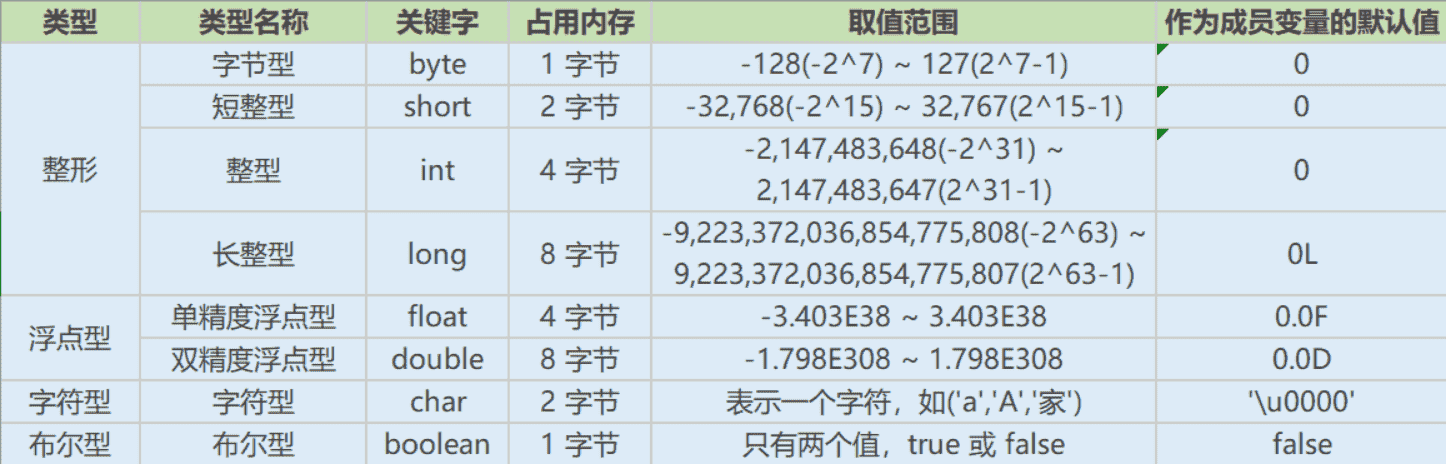 类型 类型名称 关键字 占用内存 取值范围 作为成员变量的默认值
整形
字节型 byte 1 字节 -128(-2^7) ~ 127(2^7-1) 0
短整型 short 2 字节 -32,768(-2^15) ~ 32,767(2^15-1) 0
整型 int 4 字节 -2,147,483,648(-2^31) ~
2,147,483,647(2^31-1) 0
长整型 long 8 字节 -9,223,372,036,854,775,808(-2^63) ~
9,223,372,036,854,775,807(2^63-1) 0L
浮点型
单精度浮点型 float 4 字节 -3.403E38 ~ 3.403E38 0.0F
双精度浮点型 double 8 字节 -1.798E308 ~ 1.798E308 0.0D
字符型 字符型 char 2 字节 表示一个字符，如('a','A','家') '\u0000'
布尔型 布尔型 boolean 1 字节 只有两个值，true 或 false false